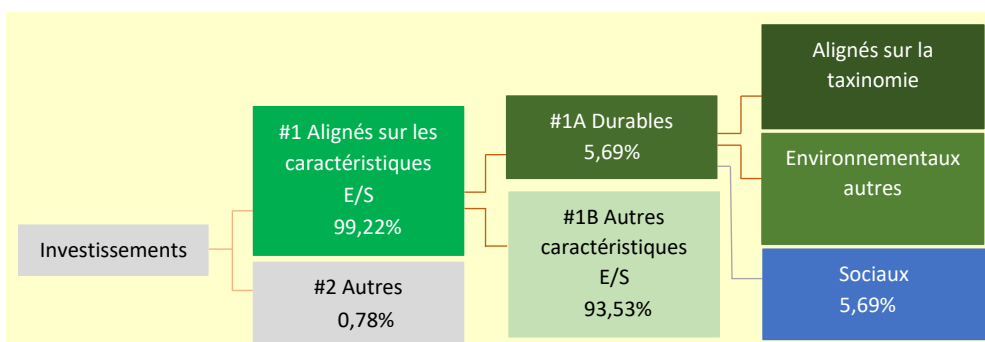 Investissements
#1 Alignés sur les
caractéristiques
E/S
99,22%
#2 Autres
0,78%
#1A Durables
5,69%
#1B Autres
caractéristiques
E/S
93,53%
Alignés sur la
taxinomie
Environnementaux
autres
Sociaux
5,69%